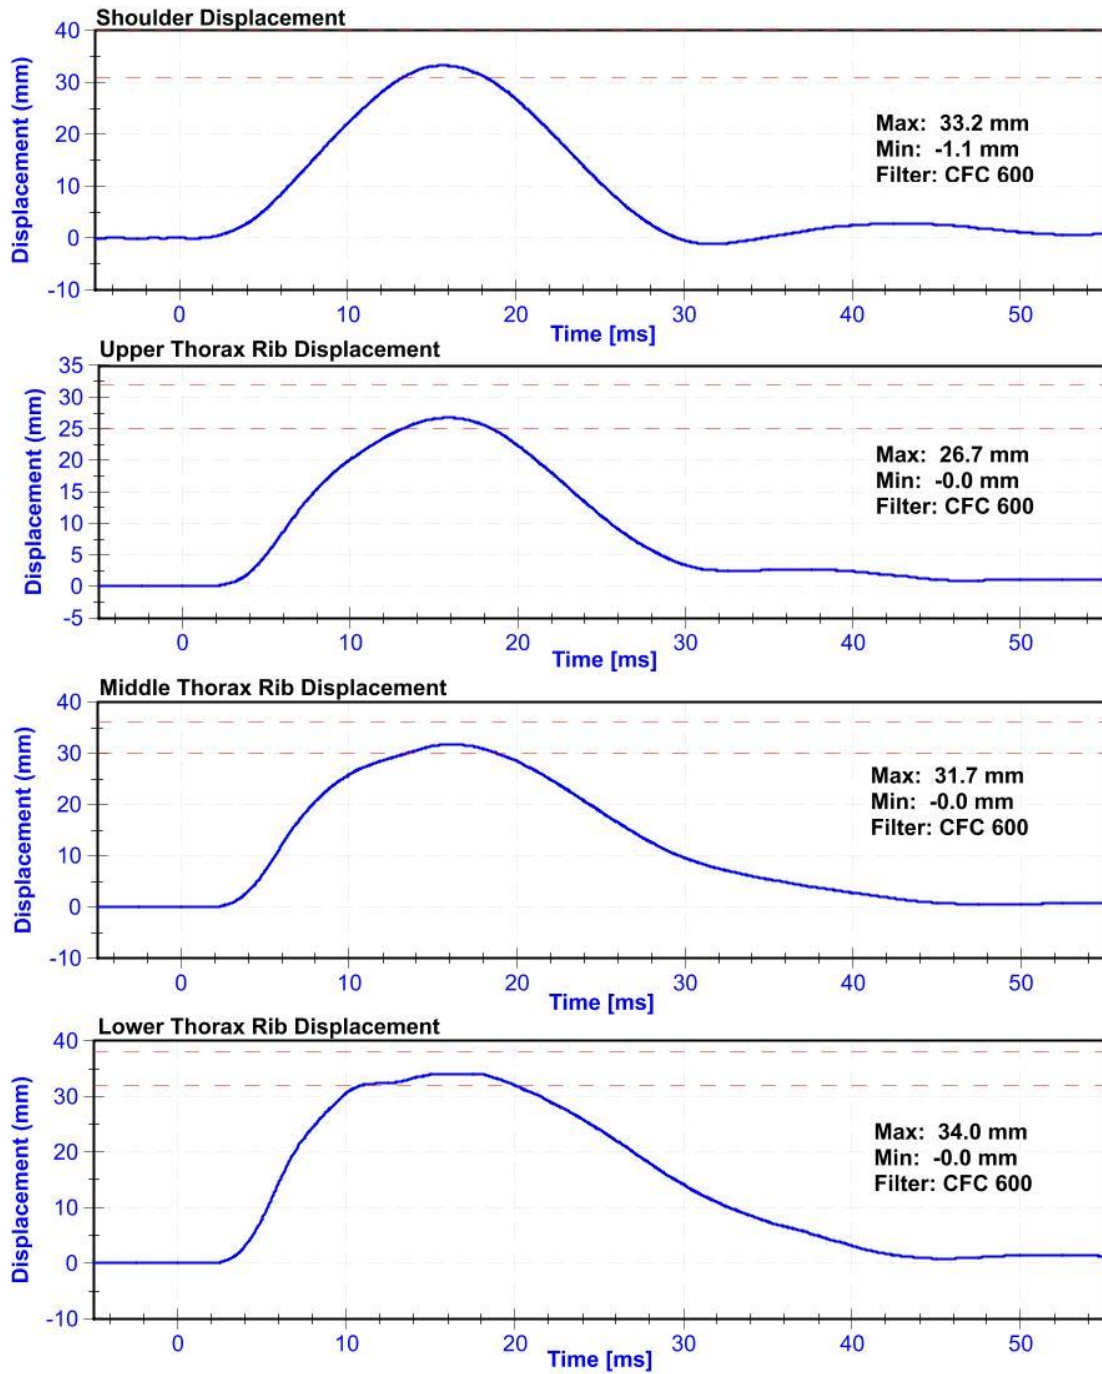 Shoulder Displacement
40
30
20
10
0
-10
Displacement (mm)
Max: 33.2 mm
Min: -1.1 mm
Filter: CFC 600
0 10 20 30 40 50
Time [ms]
Upper Thorax Rib Displacement
35
30
25
20
15
10
5
0
-5
Displacement (mm)
Max: 26.7 mm
Min: -0.0 mm
Filter: CFC 600
0 10 20 30 40 50
Time [ms]
Middle Thorax Rib Displacement
40
30
20
10
0
-10
Displacement (mm)
Max: 31.7 mm
Min: -0.0 mm
Filter: CFC 600
0 10 20 30 40 50
Time [ms]
Lower Thorax Rib Displacement
40
30
20
10
0
-10
Displacement (mm)
Max: 34.0 mm
Min: -0.0 mm
Filter: CFC 600
0 10 20 30 40 50
Time [ms]